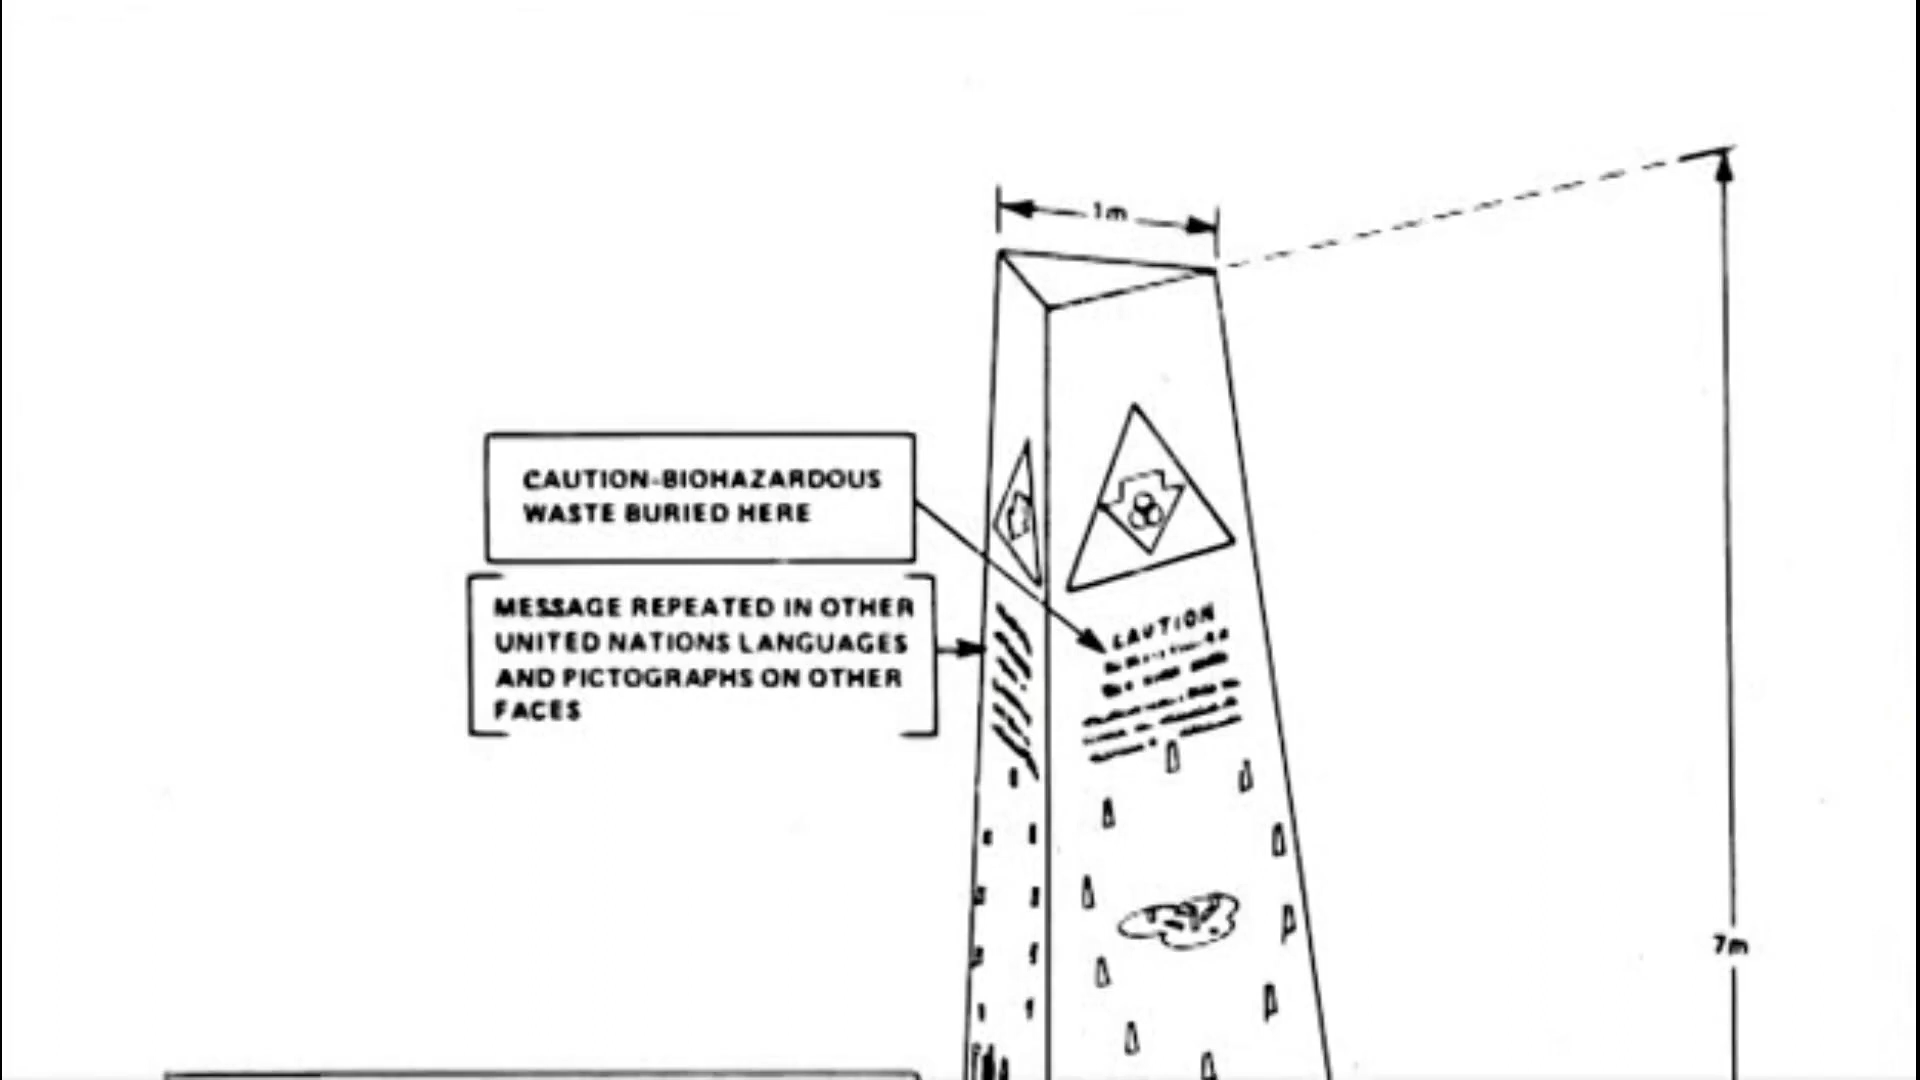 1m
CAUTION-BIOHAZARDOUS
WASTE BURIED HERE
MESSAGE REPEATED IN OTHER
UNITED NATIONS LANGUAGES
AND PICTOGRAPHS ON OTHER
FACES
CAUTION
7m